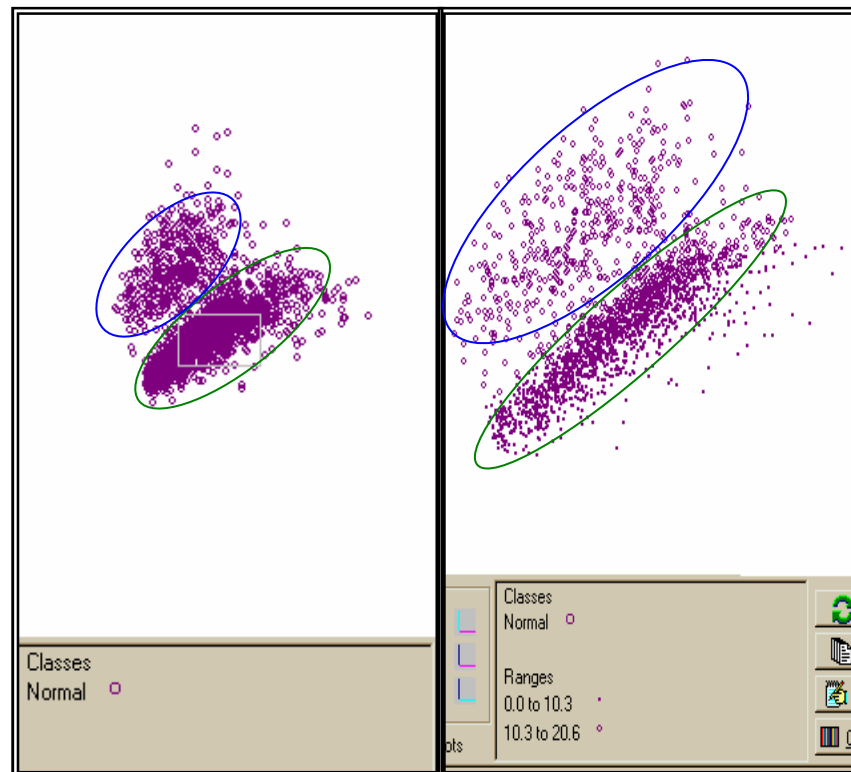 Classes
Normal
Classes
Normal
Ranges
0.0 to 10.3
10.3 to 20.6
ots